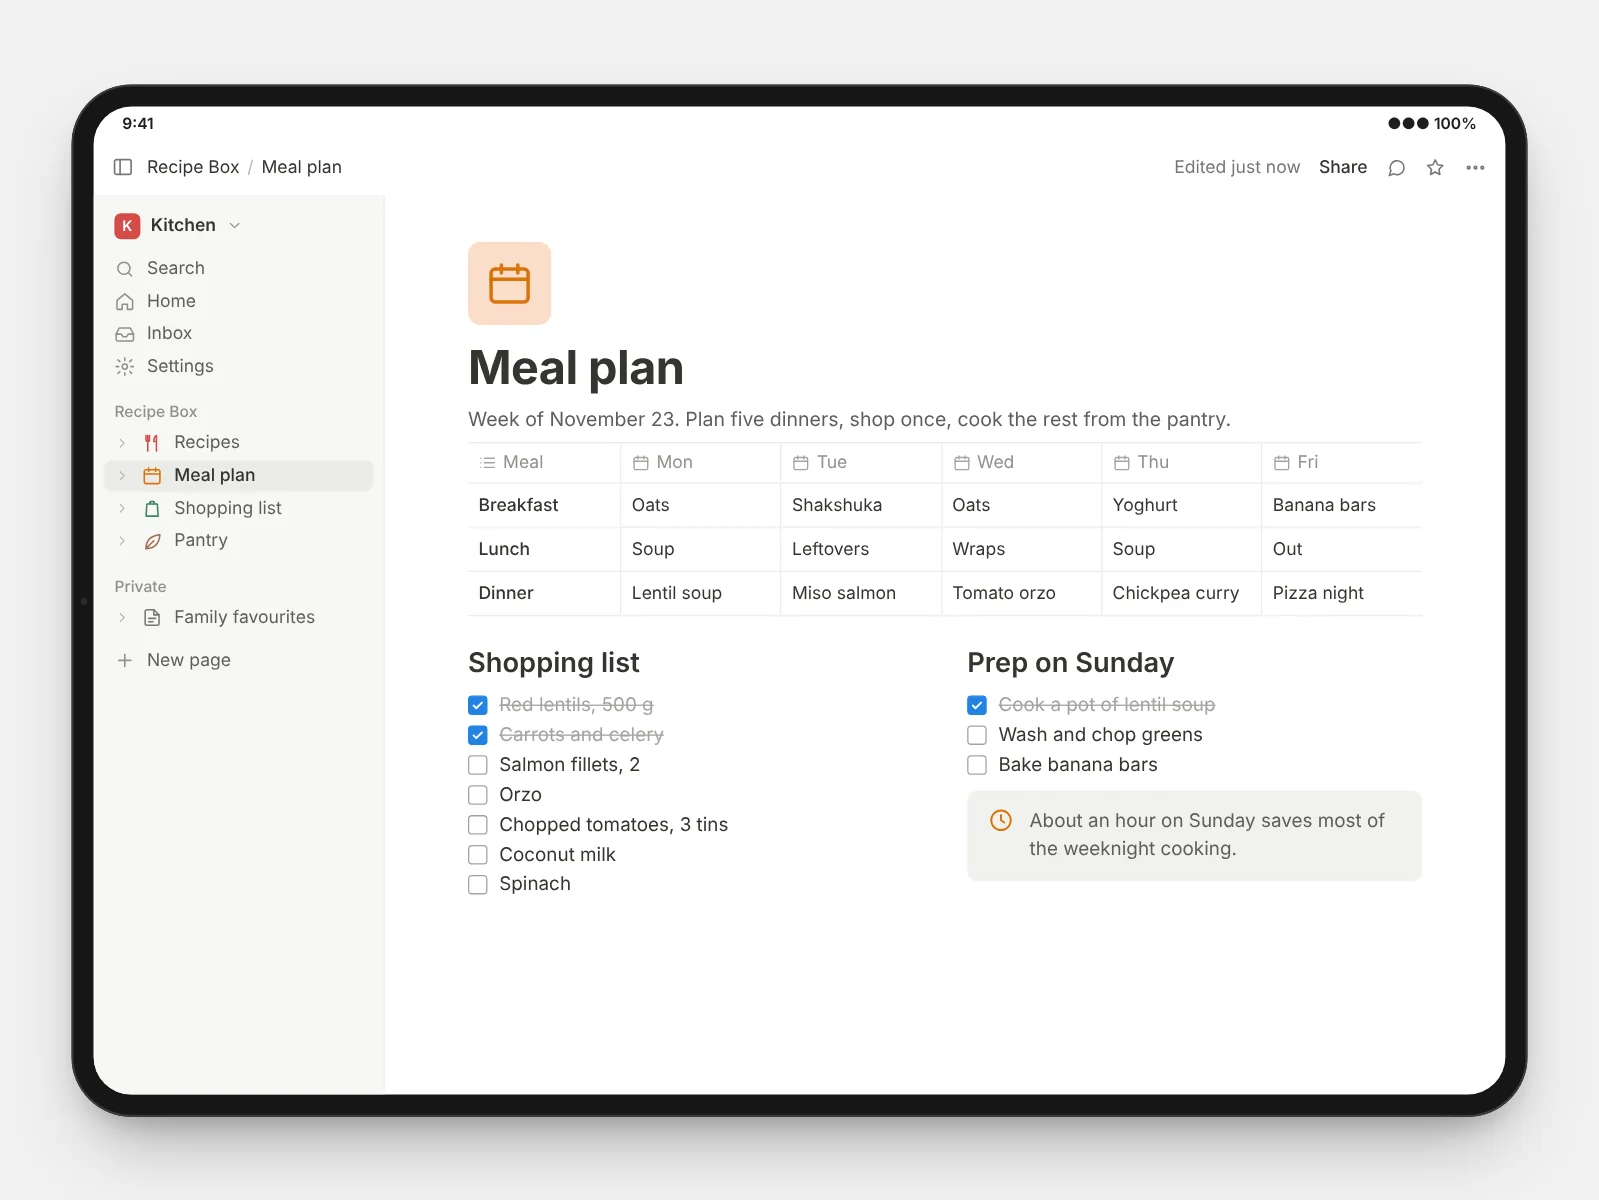 9:41
100%
Recipe Box / Meal plan
Edited just now
Share
K
Kitchen
Search
Home
Inbox
Settings
Recipe Box
Recipes
Meal plan
Shopping list
Pantry
Private
Family favourites
New page
Meal plan
Week of November 23. Plan five dinners, shop once, cook the rest from the pantry.
Meal Mon Tue Wed Thu Fri
Breakfast Oats Shakshuka Oats Yoghurt Banana bars
Lunch Soup Leftovers Wraps Soup Out
Dinner Lentil soup Miso salmon Tomato orzo Chickpea curry Pizza night
Shopping list
Red lentils, 500 g
Carrots and celery
Salmon fillets, 2
Orzo
Chopped tomatoes, 3 tins
Coconut milk
Spinach
Prep on Sunday
Cook a pot of lentil soup
Wash and chop greens
Bake banana bars
About an hour on Sunday saves most of
the weeknight cooking.